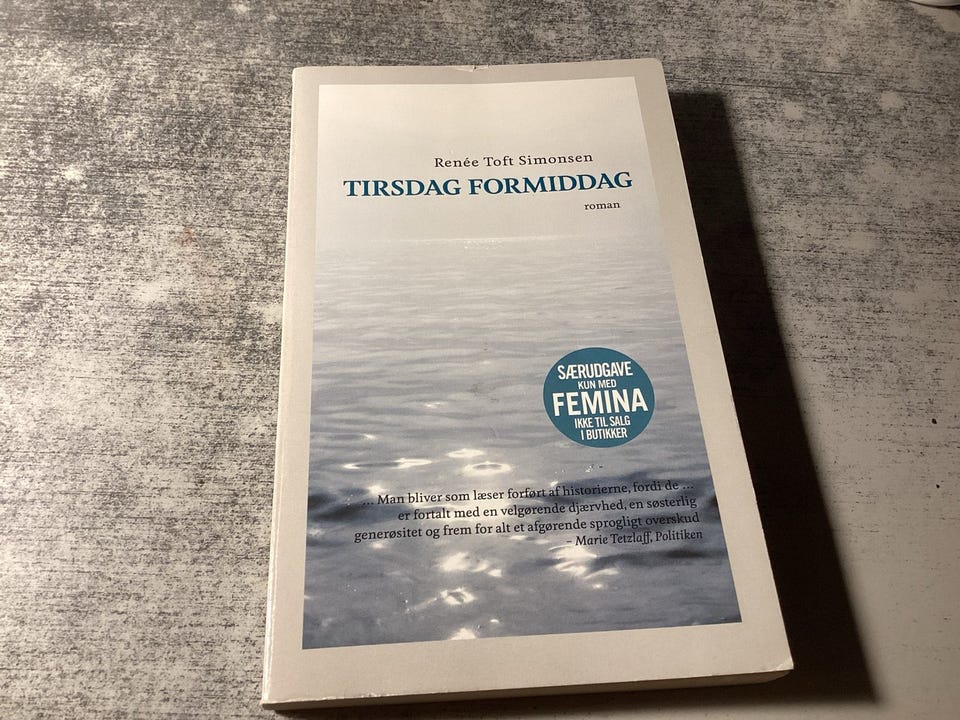 Renée Toft Simonsen
TIRSDAG FORMIDDAG
roman
SÆRUDGAVE
KUN MED
FEMINA
IKKE TIL SALG
I BUTIKKER
... Man bliver som læser forført af historierne, fordi de ...
er fortalt med en velgørende djærvhed, en søsterlig
generøsitet og frem for alt et afgørende sprogligt overskud
– Marie Tetzlaff, Politiken